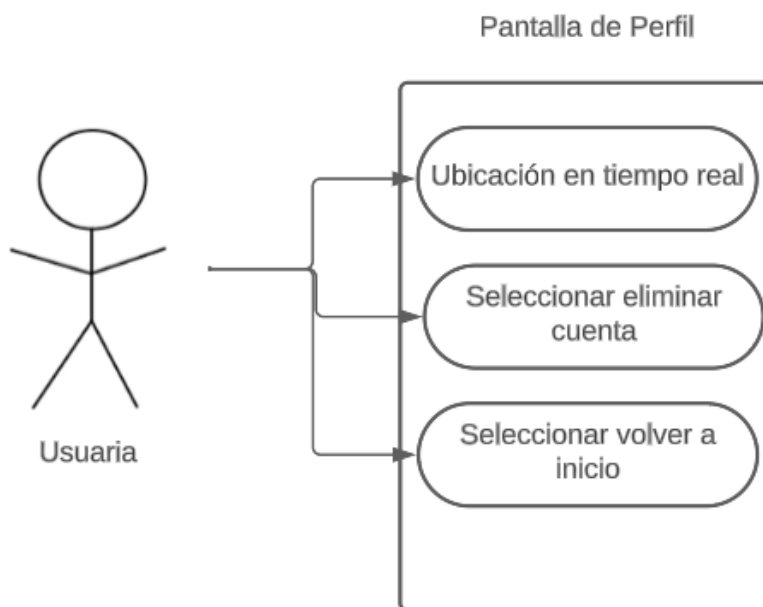 Pantalla de Perfil
Ubicación en tiempo real
Seleccionar eliminar
cuenta
Seleccionar volver a
inicio
Usuaria